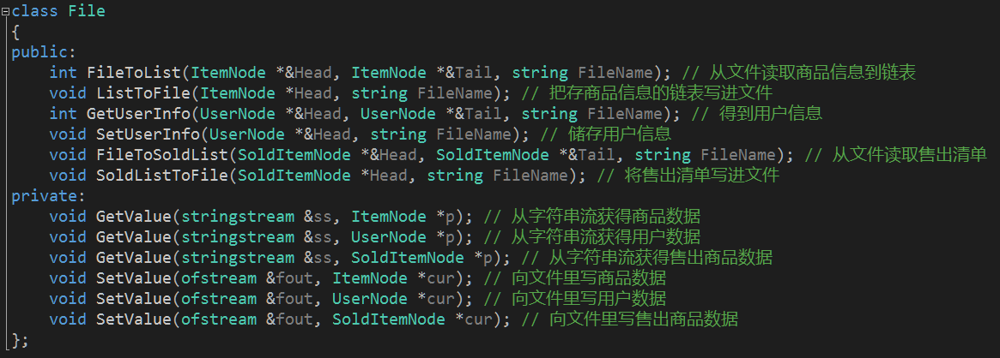 class File
{
public:
    int FileToList(ItemNode *&Head, ItemNode *&Tail, string FileName); // 从文件读取商品信息到链表
    void ListToFile(ItemNode *Head, string FileName); // 把存商品信息的链表写进文件
    int GetUserInfo(UserNode *&Head, UserNode *&Tail, string FileName); // 得到用户信息
    void SetUserInfo(UserNode *&Head, string FileName); // 储存用户信息
    void FileToSoldList(SoldItemNode *&Head, SoldItemNode *&Tail, string FileName); // 从文件读取售出清单
    void SoldListToFile(SoldItemNode *Head, string FileName); // 将售出清单写进文件
private:
    void GetValue(stringstream &ss, ItemNode *p); // 从字符串流获得商品数据
    void GetValue(stringstream &ss, UserNode *p); // 从字符串流获得用户数据
    void GetValue(stringstream &ss, SoldItemNode *p); // 从字符串流获得售出商品数据
    void SetValue(ofstream &fout, ItemNode *cur); // 向文件里写商品数据
    void SetValue(ofstream &fout, UserNode *cur); // 向文件里写用户数据
    void SetValue(ofstream &fout, SoldItemNode *cur); // 向文件里写售出商品数据
};